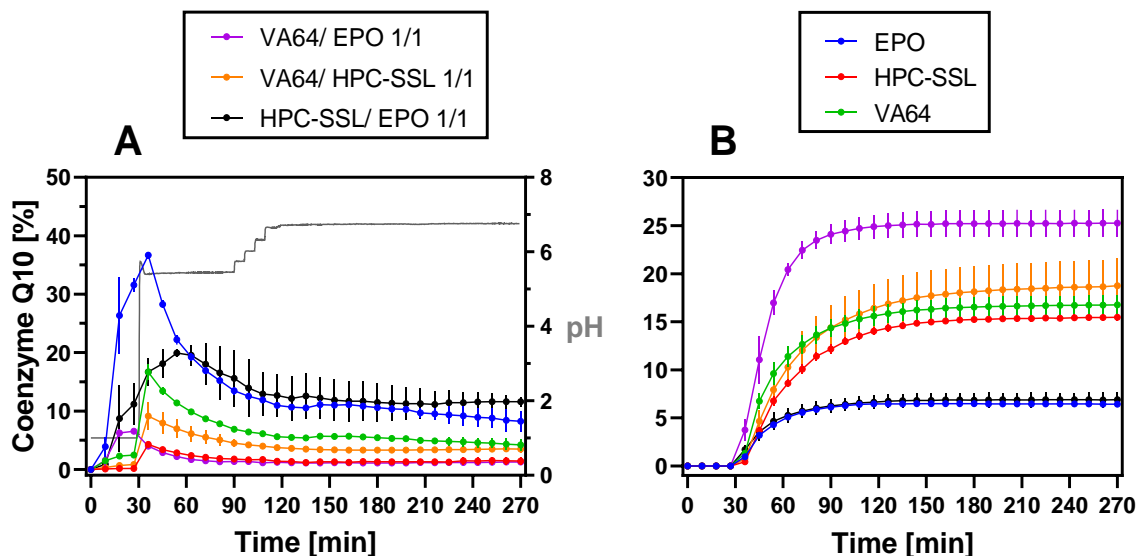 VA64/ EPO 1/1
VA64/ HPC-SSL 1/1
HPC-SSL/ EPO 1/1
EPO
HPC-SSL
VA64
A
B
Coenzyme Q10 [%]
50
40
30
20
10
0
8
6
4
2
0
pH
0 30 60 90 120 150 180 210 240 270
Time [min]
30
25
20
15
10
5
0
0 30 60 90 120 150 180 210 240 270
Time [min]